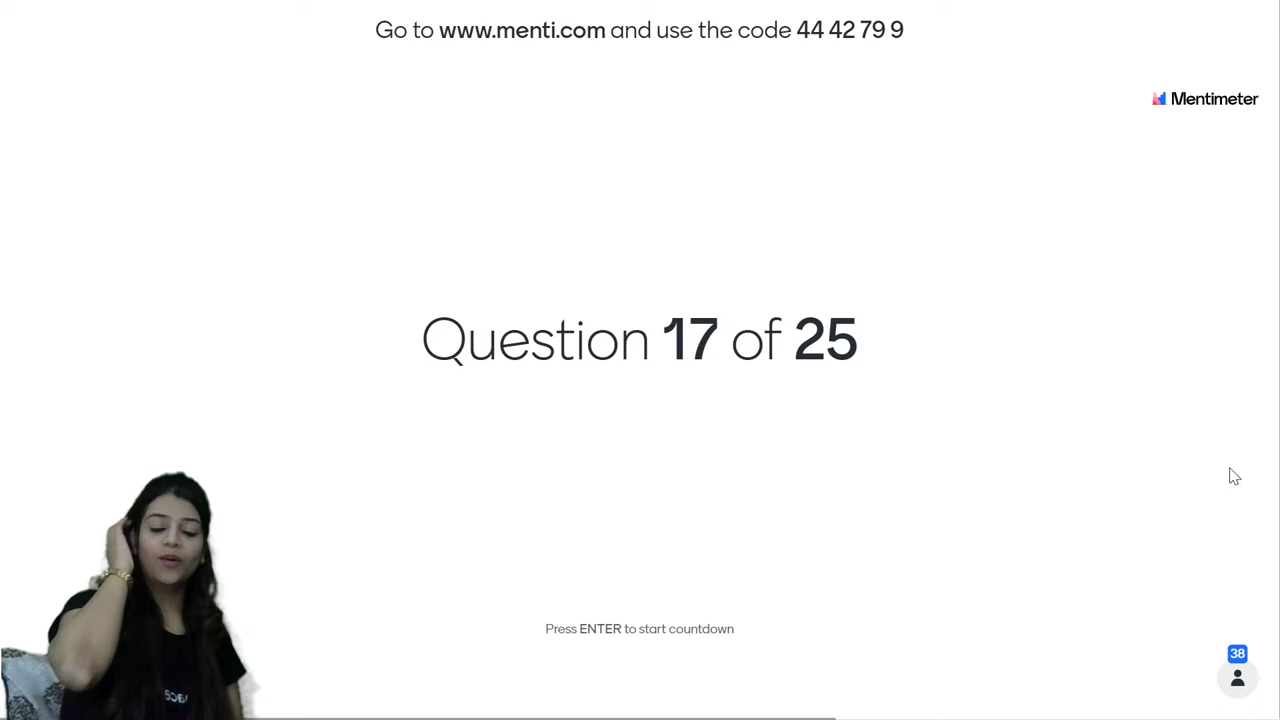 Go to www.menti.com and use the code 44 42 79 9
Mentimeter
Question 17 of 25
Press ENTER to start countdown
38